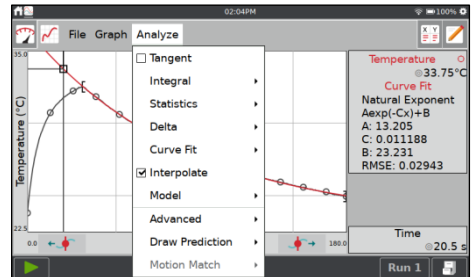 02:04PM
100%
File Graph Analyze
X Y
Tangent
Integral
Statistics
Delta
Curve Fit
Interpolate
Model
Advanced
Draw Prediction
Motion Match
35.0
Temperature (°C)
22.5
0.0
180.0
Temperature
33.75°C
Curve Fit
Natural Exponent
Aexp(-Cx)+B
A: 13.205
C: 0.011188
B: 23.231
RMSE: 0.02943
Time
20.5 s
Run 1